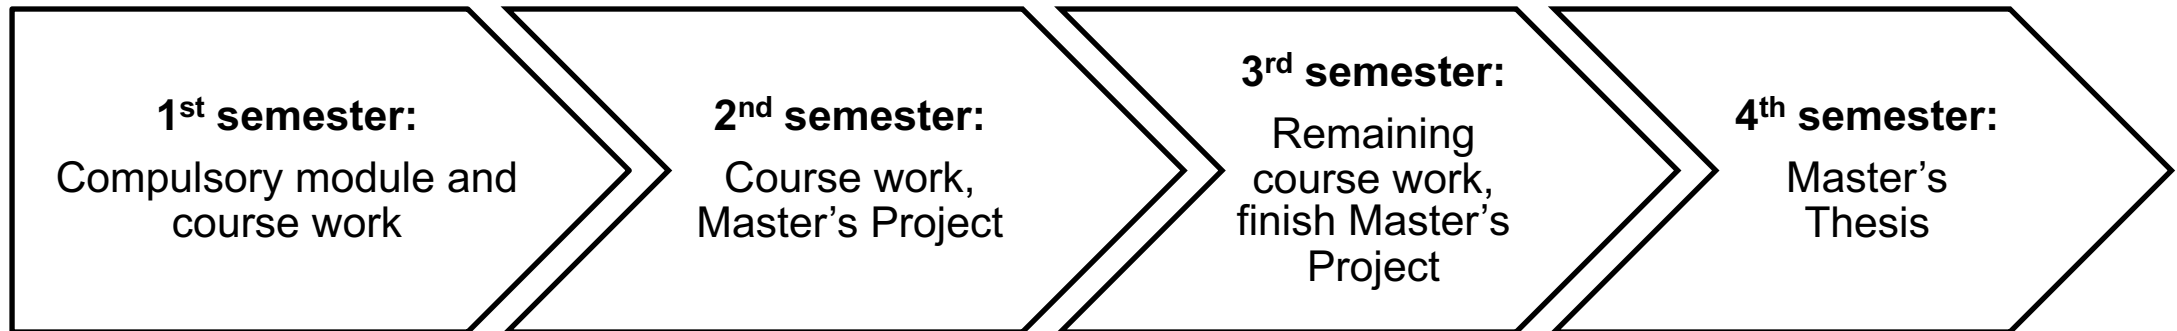 1st semester:
Compulsory module and
course work
2nd semester:
Course work,
Master’s Project
3rd semester:
Remaining
course work,
finish Master’s
Project
4th semester:
Master’s
Thesis